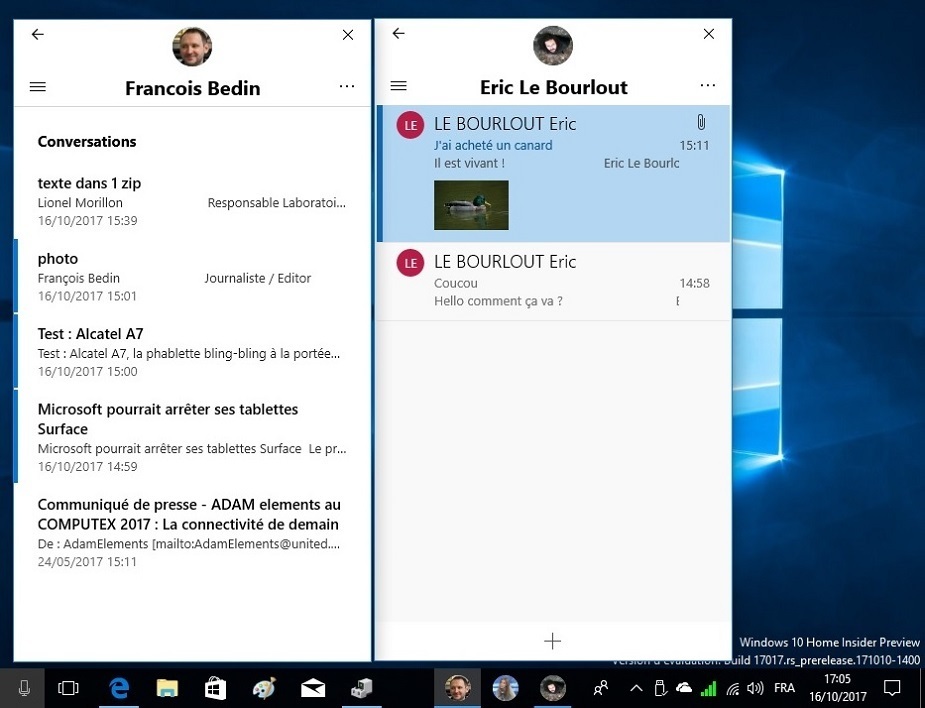 Francois Bedin
Conversations
texte dans 1 zip
Lionel Morillon Responsable Laboratoi...
16/10/2017 15:39
photo
François Bedin Journaliste / Editor
16/10/2017 15:01
Test : Alcatel A7
Test : Alcatel A7, la phablette bling-bling à la portée...
16/10/2017 15:00
Microsoft pourrait arrêter ses tablettes
Surface
Microsoft pourrait arrêter ses tablettes Surface Le pr...
16/10/2017 14:59
Communiqué de presse - ADAM elements au
COMPUTEX 2017 : La connectivité de demain
De : AdamElements [mailto:AdamElements@united....
24/05/2017 15:11
Eric Le Bourlout
LE LE BOURLOUT Eric
J'ai acheté un canard 15:11
Il est vivant ! Eric Le Bourlc
LE LE BOURLOUT Eric
Coucou 14:58
Hello comment ça va ? E
Windows 10 Home Insider Preview
Version d'évaluation. Build 17017.rs_prerelease.171010-1400
FRA
17:05
16/10/2017